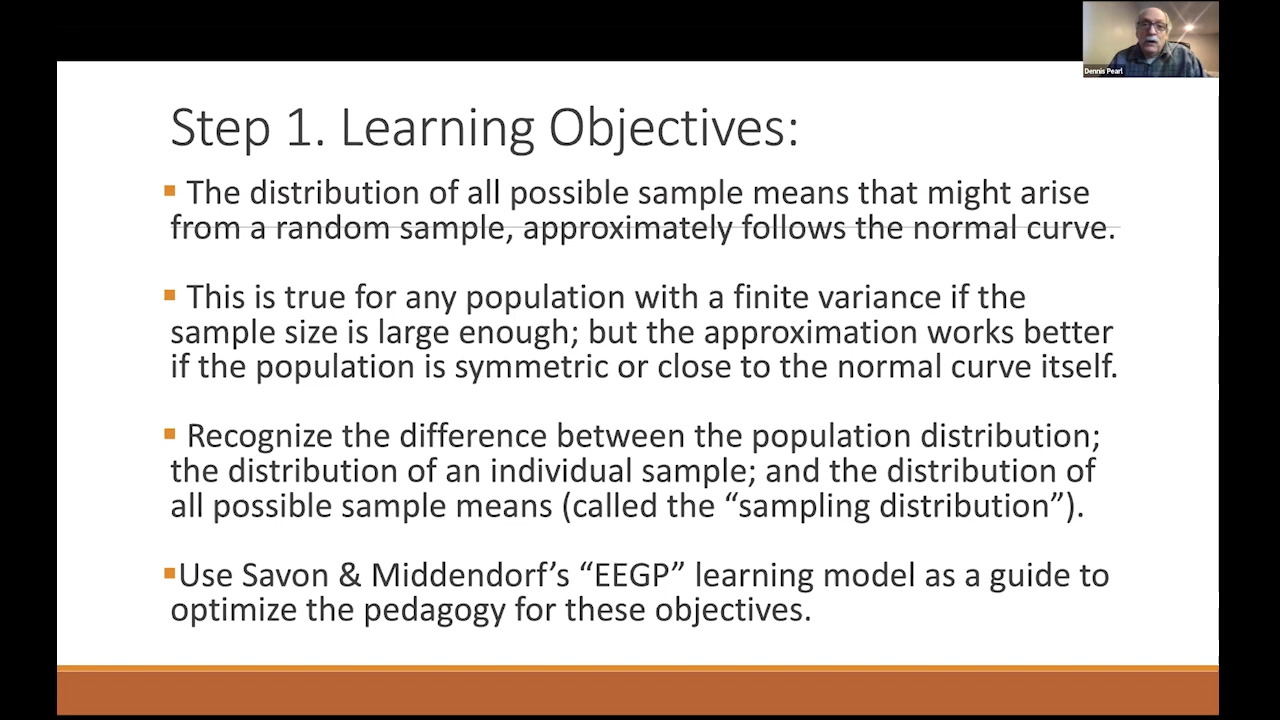 Dennis Pearl
Step 1. Learning Objectives:
▪ The distribution of all possible sample means that might arise
from a random sample, approximately follows the normal curve.
▪ This is true for any population with a finite variance if the
sample size is large enough; but the approximation works better
if the population is symmetric or close to the normal curve itself.
▪ Recognize the difference between the population distribution;
the distribution of an individual sample; and the distribution of
all possible sample means (called the “sampling distribution”).
▪Use Savon & Middendorf’s “EEGP” learning model as a guide to
optimize the pedagogy for these objectives.